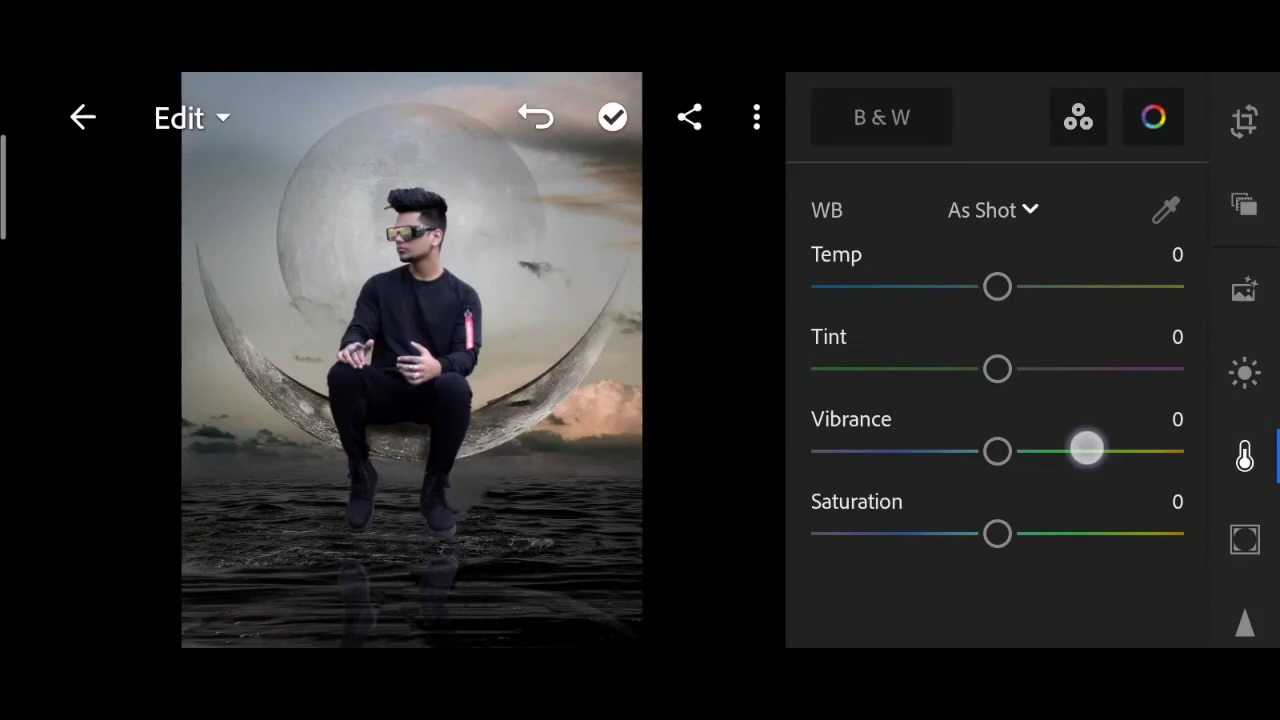 Edit
B & W
WB
As Shot
Temp 0
Tint 0
Vibrance 0
Saturation 0